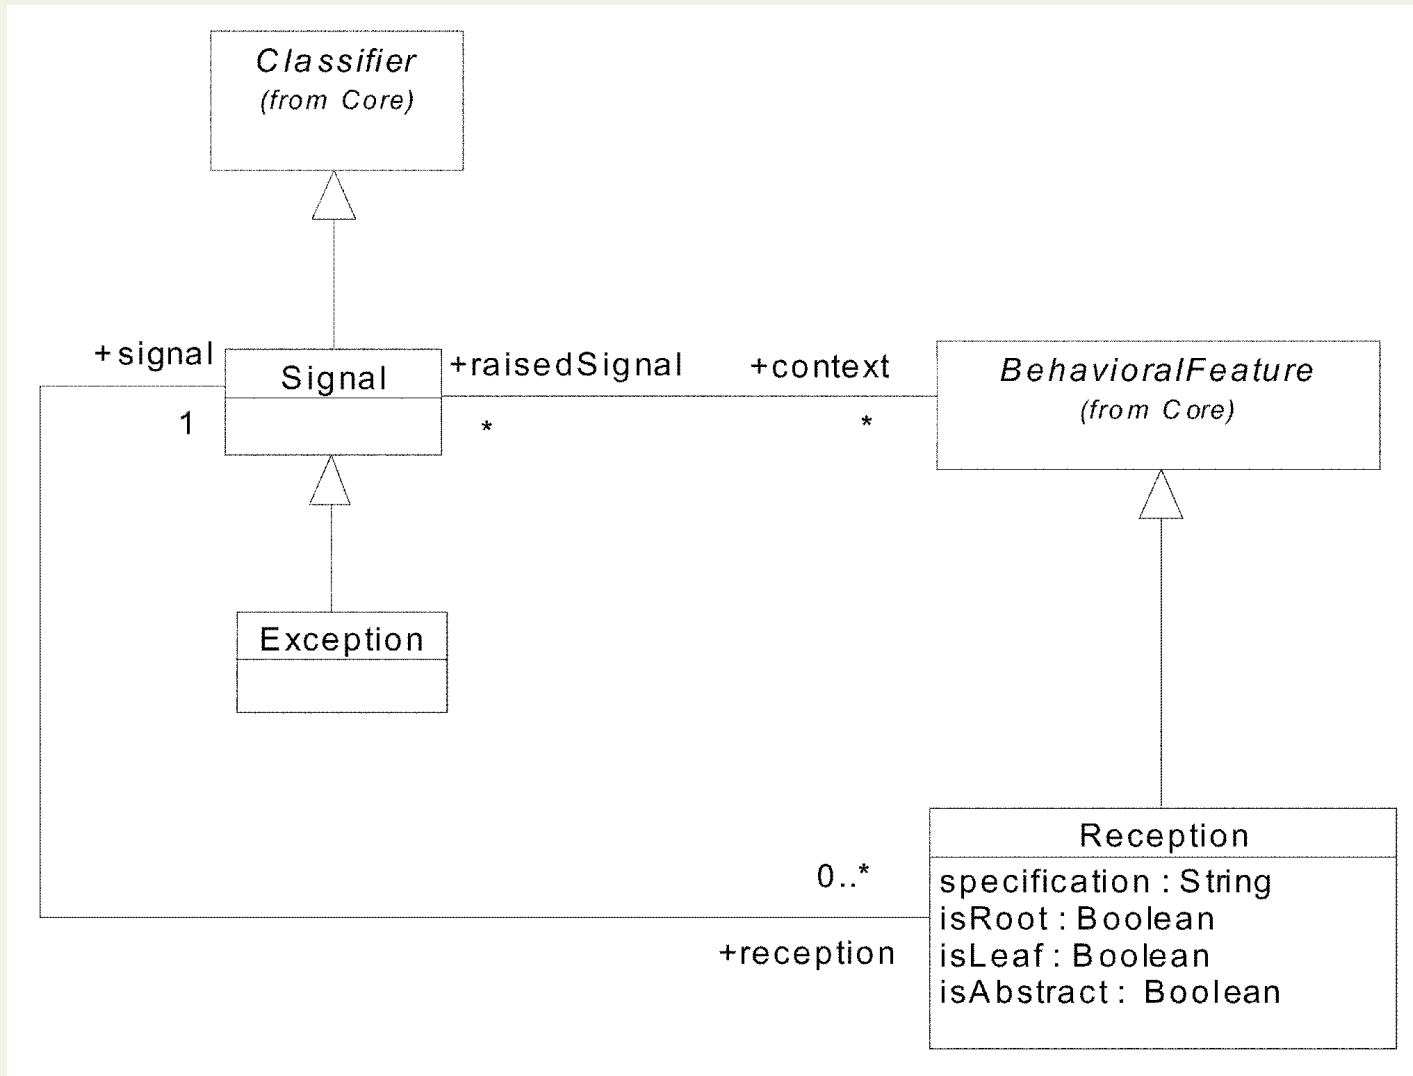 Classifier
(from Core)
+signal
Signal
1
+raisedSignal
*
+context
*
BehavioralFeature
(from Core)
Exception
Reception
specification : String
isRoot : Boolean
isLeaf : Boolean
isAbstract : Boolean
0..*
+reception